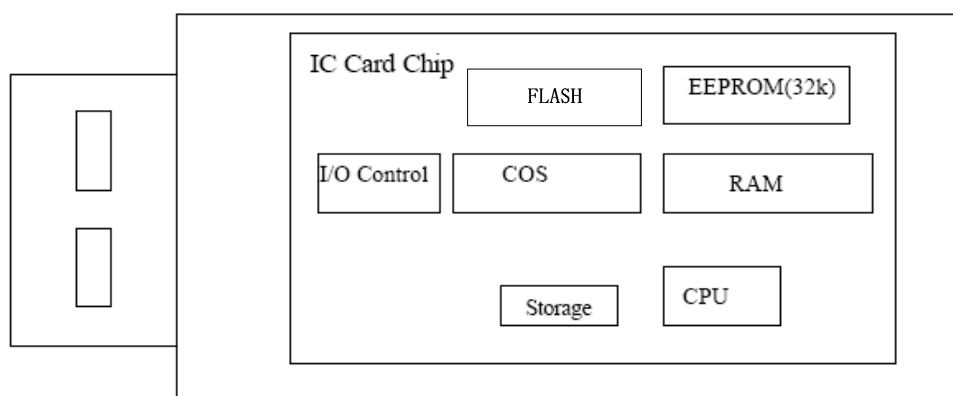 IC Card Chip
FLASH
EEPROM(32k)
I/O Control
COS
RAM
Storage
CPU